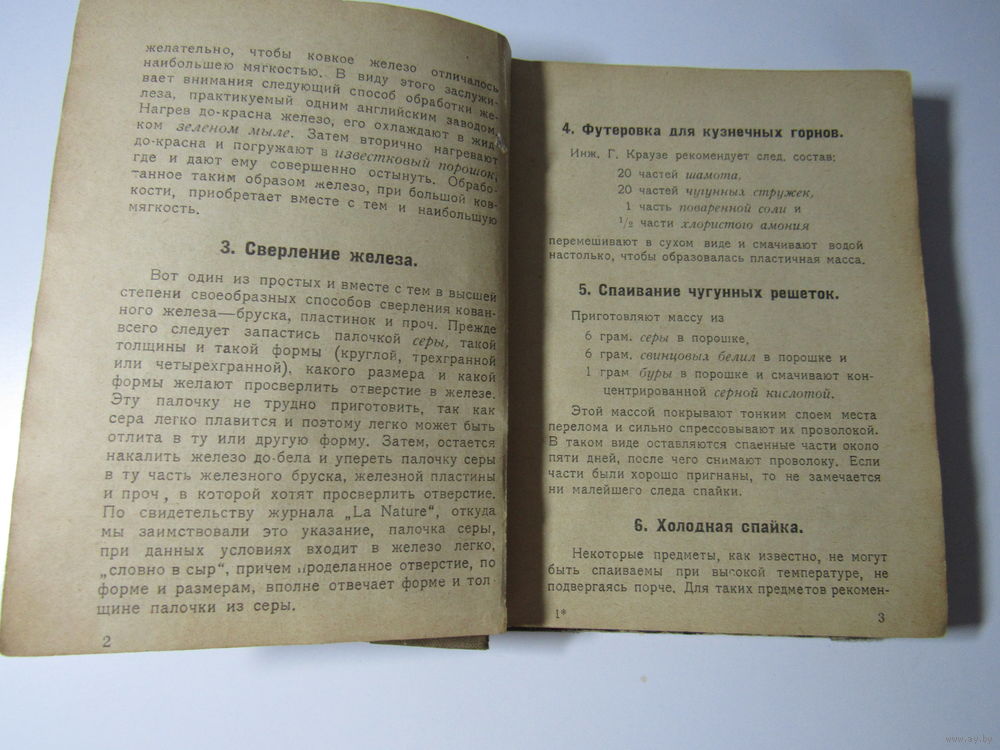 желательно, чтобы ковкое железо отличалось
наибольшею мягкостью. В виду этого заслужи-
вает внимания следующий способ обработки же-
леза, практикуемый одним английским заводом.
Нагрев до-красна железо, его охлаждают в жид-
ком зеленом мыле. Затем вторично нагревают
до-красна и погружают в известковый порошок,
где и дают ему совершенно остынуть. Обрабо-
танное таким образом железо, при большой ков-
кости, приобретает вместе с тем и наибольшую
мягкость.
3. Сверление железа.
Вот один из простых и вместе с тем в высшей
степени своеобразных способов сверления кован-
ного железа—бруска, пластинок и проч. Прежде
всего следует запастись палочкой серы, такой
толщины и такой формы (круглой, трехгранной
или четырехгранной), какого размера и какой
формы желают просверлить отверстие в железе.
Эту палочку не трудно приготовить, так как
сера легко плавится и поэтому легко может быть
отлита в ту или другую форму. Затем, остается
накалить железо до-бела и упереть палочку серы
в ту часть железного бруска, железной пластины
и проч, в которой хотят просверлить отверстие.
По свидетельству журнала „La Nature“, откуда
мы заимствовали это указание, палочка серы,
при данных условиях входит в железо легко,
„словно в сыр“, причем проделанное отверстие, по
форме и размерам, вполне отвечает форме и тол-
щине палочки из серы.
2
4. Футеровка для кузнечных горнов.
Инж. Г. Краузе рекомендует след. состав:
20 частей шамота,
20 частей чугунных стружек,
1 часть поваренной соли и
1/2 части хлористого амония
перемешивают в сухом виде и смачивают водой
настолько, чтобы образовалась пластичная масса.
5. Спаивание чугунных решеток.
Приготовляют массу из
6 грам. серы в порошке,
6 грам. свинцовых белил в порошке и
1 грам буры в порошке и смачивают кон-
центрированной серной кислотой.
Этой массой покрывают тонким слоем места
перелома и сильно спрессовывают их проволокой.
В таком виде оставляются спаенные части около
пяти дней, после чего снимают проволоку. Если
части были хорошо пригнаны, то не замечается
ни малейшего следа спайки.
6. Холодная спайка.
Некоторые предметы, как известно, не могут
быть спаиваемы при высокой температуре, не
подвергаясь порче. Для таких предметов рекомен-
1*
3
www.ay.by